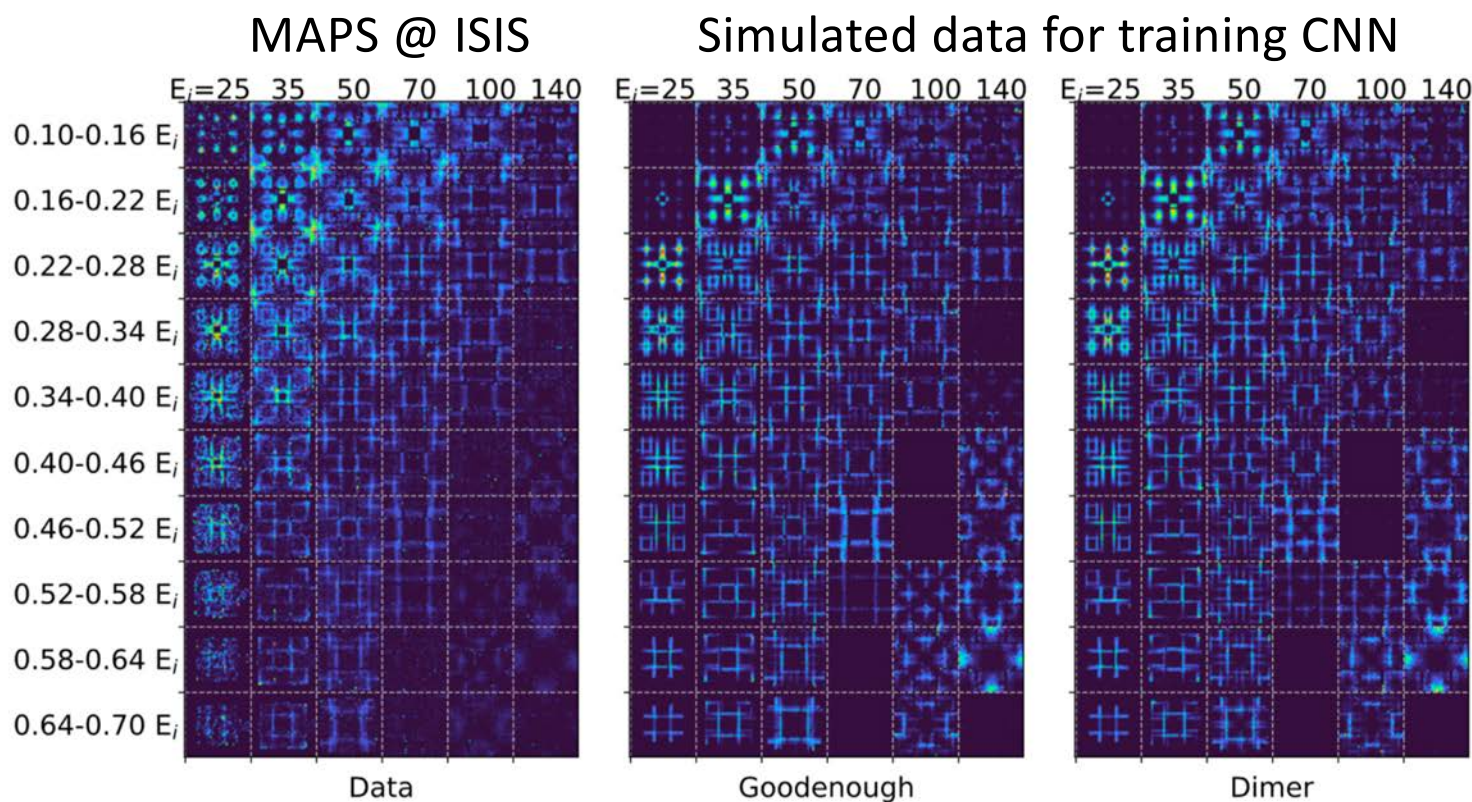 MAPS @ ISIS
Simulated data for training CNN
Ei=25 35 50 70 100 140
Ei=25 35 50 70 100 140
Ei=25 35 50 70 100 140
0.10-0.16 Ei
0.16-0.22 Ei
0.22-0.28 Ei
0.28-0.34 Ei
0.34-0.40 Ei
0.40-0.46 Ei
0.46-0.52 Ei
0.52-0.58 Ei
0.58-0.64 Ei
0.64-0.70 Ei
Data
Goodenough
Dimer